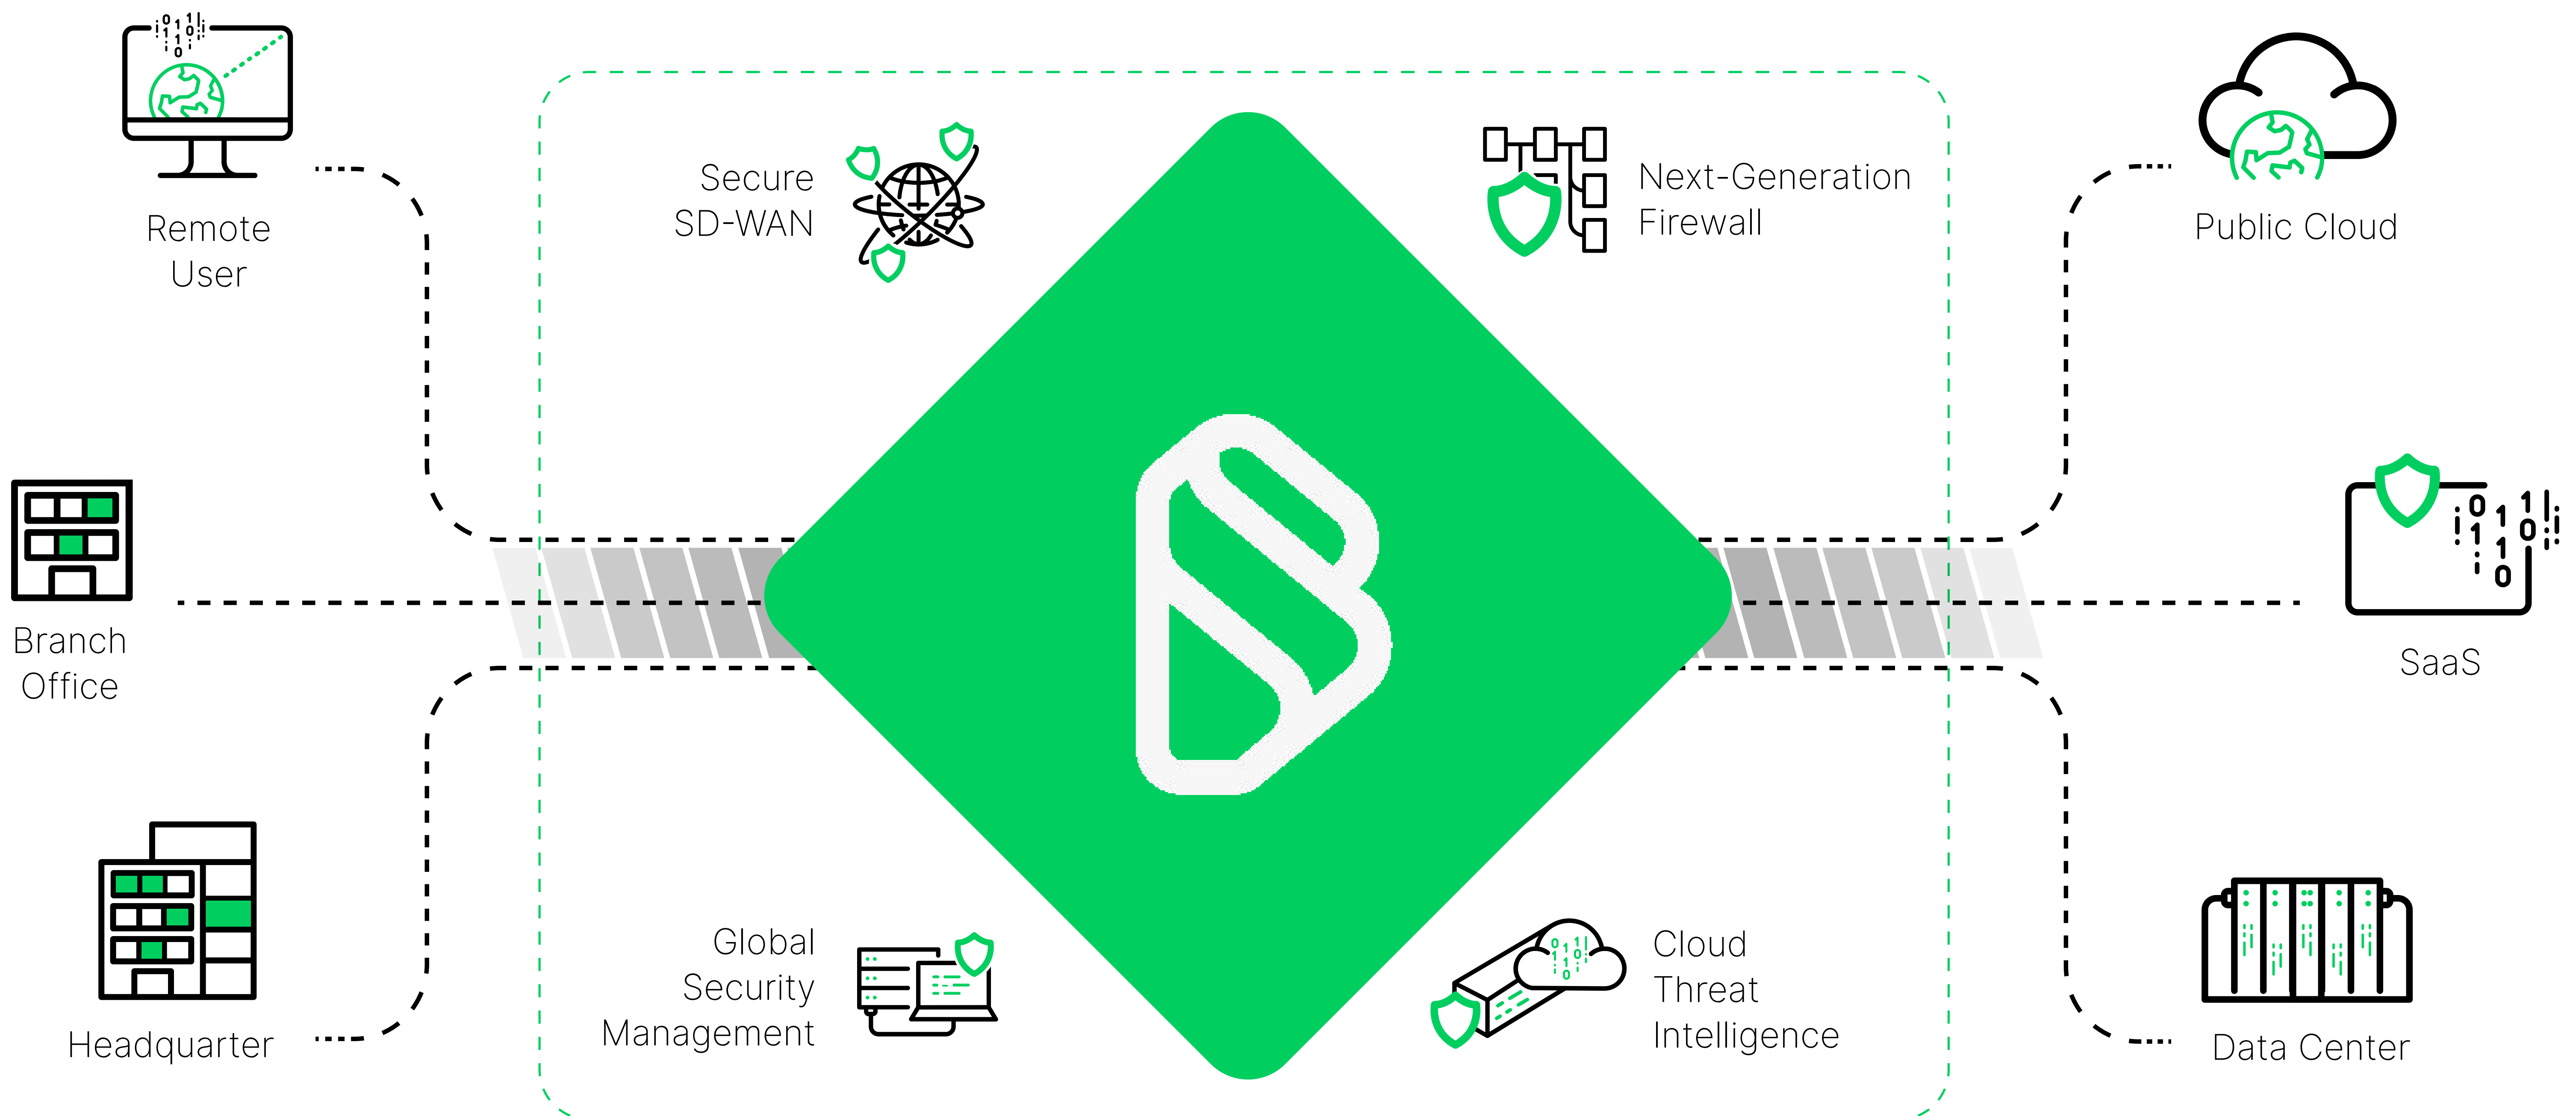 Remote
User
Secure
SD-WAN
Next-Generation
Firewall
Public Cloud
Branch
Office
SaaS
Headquarter
Global
Security
Management
Cloud
Threat
Intelligence
Data Center